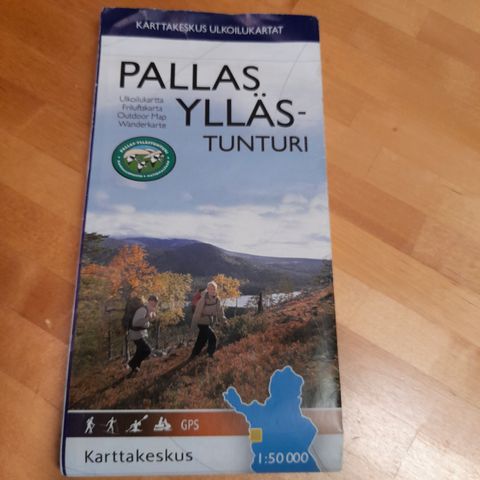 KARTTAKESKUS ULKOILUKARTAT
PALLAS
YLLÄS-
TUNTURI
Ulkoilukartta
Friluftskarta
Outdoor Map
Wanderkarte
GPS
Karttakeskus
1:50 000